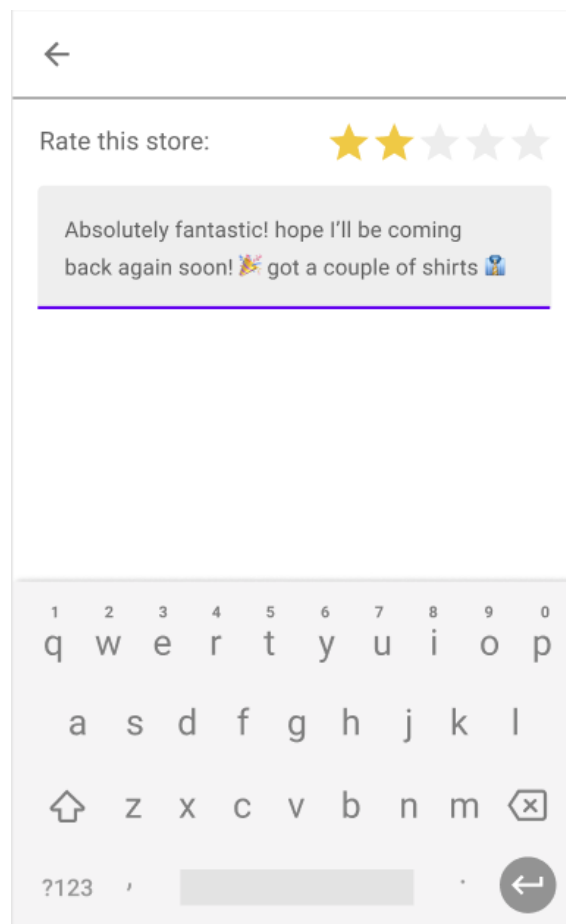 Rate this store:
Absolutely fantastic! hope I’ll be coming
back again soon! 🎉 got a couple of shirts 👔
1 2 3 4 5 6 7 8 9 0
q w e r t y u i o p
a s d f g h j k l
z x c v b n m
?123 , .